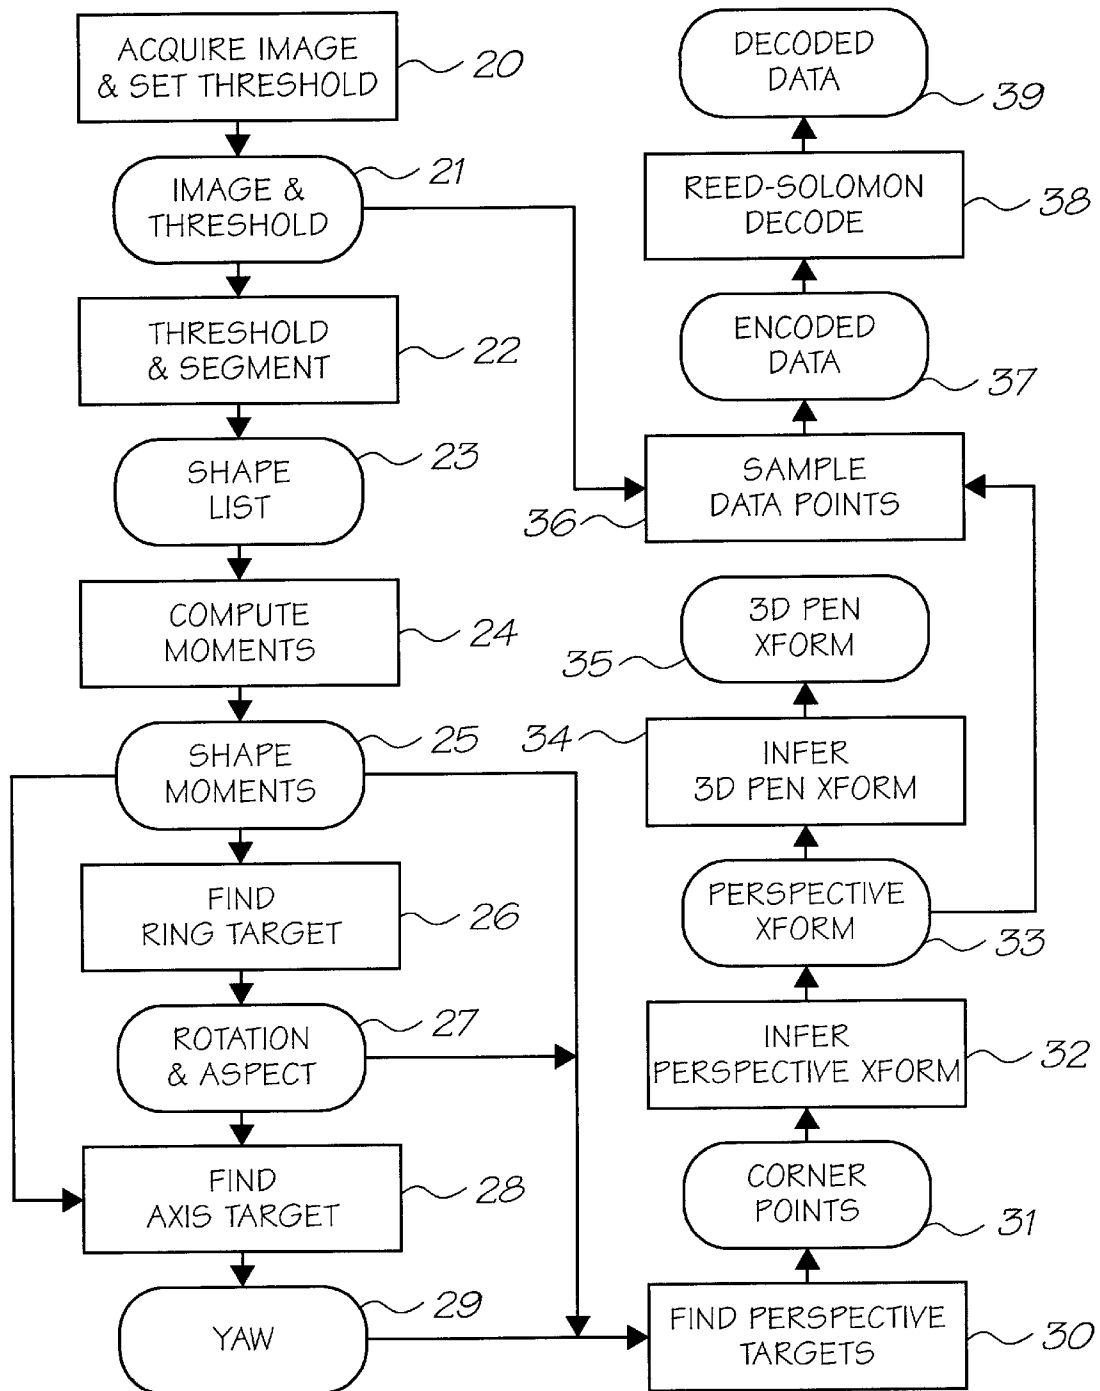 ACQUIRE IMAGE
& SET THRESHOLD
20
IMAGE &
THRESHOLD
21
THRESHOLD
& SEGMENT
22
SHAPE
LIST
23
COMPUTE
MOMENTS
24
SHAPE
MOMENTS
25
FIND
RING TARGET
26
ROTATION
& ASPECT
27
FIND
AXIS TARGET
28
YAW
29
DECODED
DATA
39
REED-SOLOMON
DECODE
38
ENCODED
DATA
37
SAMPLE
DATA POINTS
36
3D PEN
XFORM
35
INFER
3D PEN XFORM
34
PERSPECTIVE
XFORM
33
INFER
PERSPECTIVE XFORM
32
CORNER
POINTS
31
FIND PERSPECTIVE
TARGETS
30